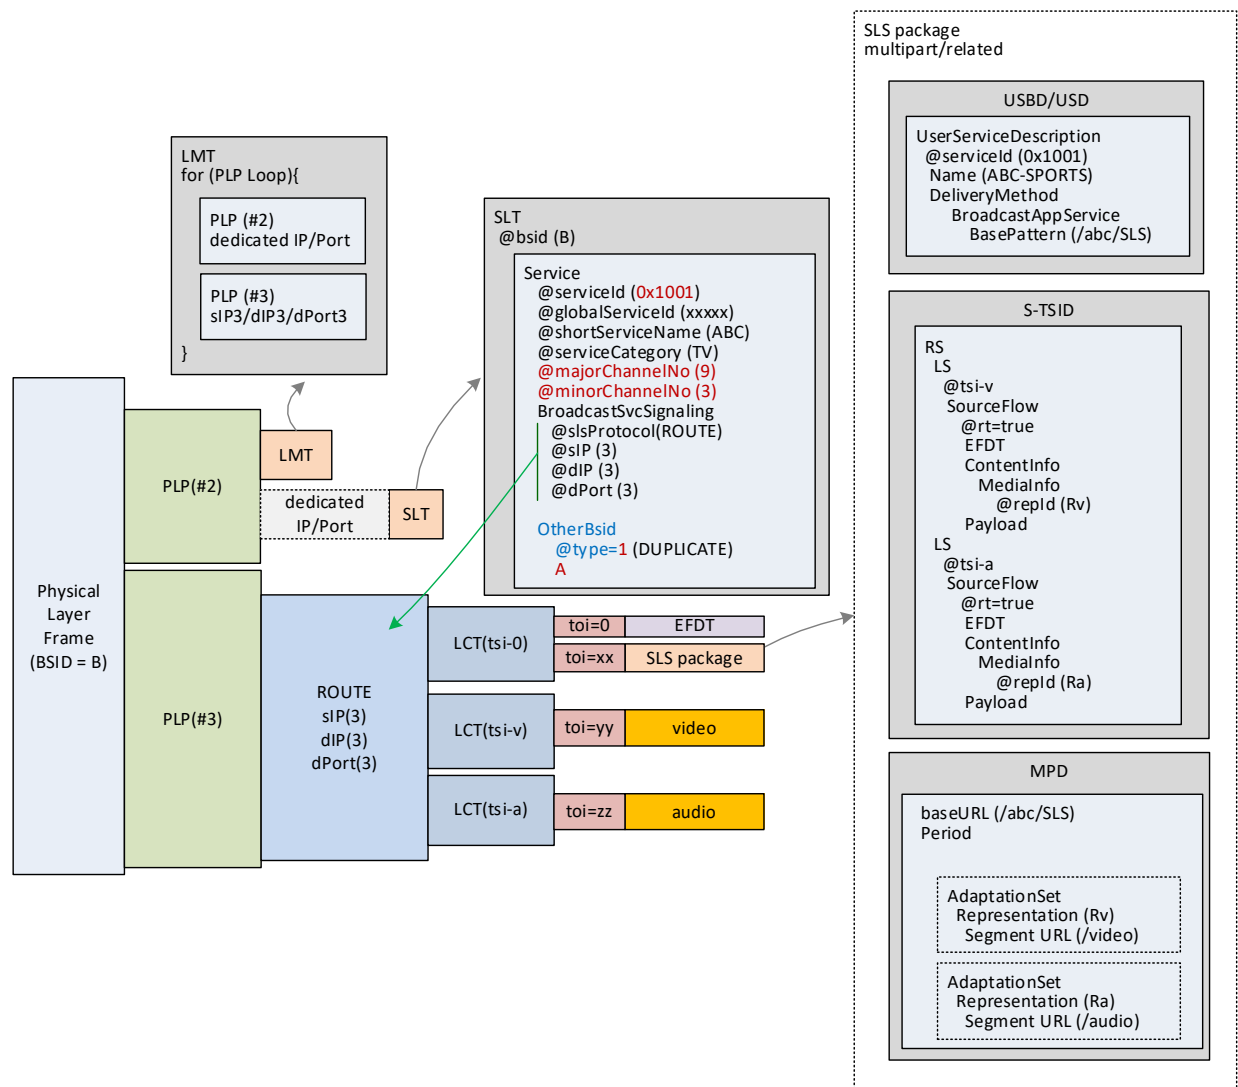 SLS package
multipart/related
USBD/USD
UserServiceDescription
@serviceId (0x1001)
Name (ABC-SPORTS)
DeliveryMethod
BroadcastAppService
BasePattern (/abc/SLS)
LMT
for (PLP Loop){
PLP (#2)
dedicated IP/Port
PLP (#3)
sIP3/dIP3/dPort3
}
SLT
@bsid (B)
Service
@serviceId (0x1001)
@globalServiceId (xxxxx)
@shortServiceName (ABC)
@serviceCategory (TV)
@majorChannelNo (9)
@minorChannelNo (3)
BroadcastSvcSignaling
@slsProtocol(ROUTE)
@sIP (3)
@dIP (3)
@dPort (3)
OtherBsid
@type=1 (DUPLICATE)
A
S-TSID
RS
LS
@tsi-v
SourceFlow
@rt=true
EFDT
ContentInfo
MediaInfo
@repId (Rv)
Payload
LS
@tsi-a
SourceFlow
@rt=true
EFDT
ContentInfo
MediaInfo
@repId (Ra)
Payload
Physical
Layer
Frame
(BSID = B)
PLP(#2)
LMT
dedicated
IP/Port
SLT
PLP(#3)
ROUTE
sIP(3)
dIP(3)
dPort(3)
LCT(tsi-0)
toi=0
EFDT
toi=xx
SLS package
LCT(tsi-v)
toi=yy
video
LCT(tsi-a)
toi=zz
audio
MPD
baseURL (/abc/SLS)
Period
AdaptationSet
Representation (Rv)
Segment URL (/video)
AdaptationSet
Representation (Ra)
Segment URL (/audio)